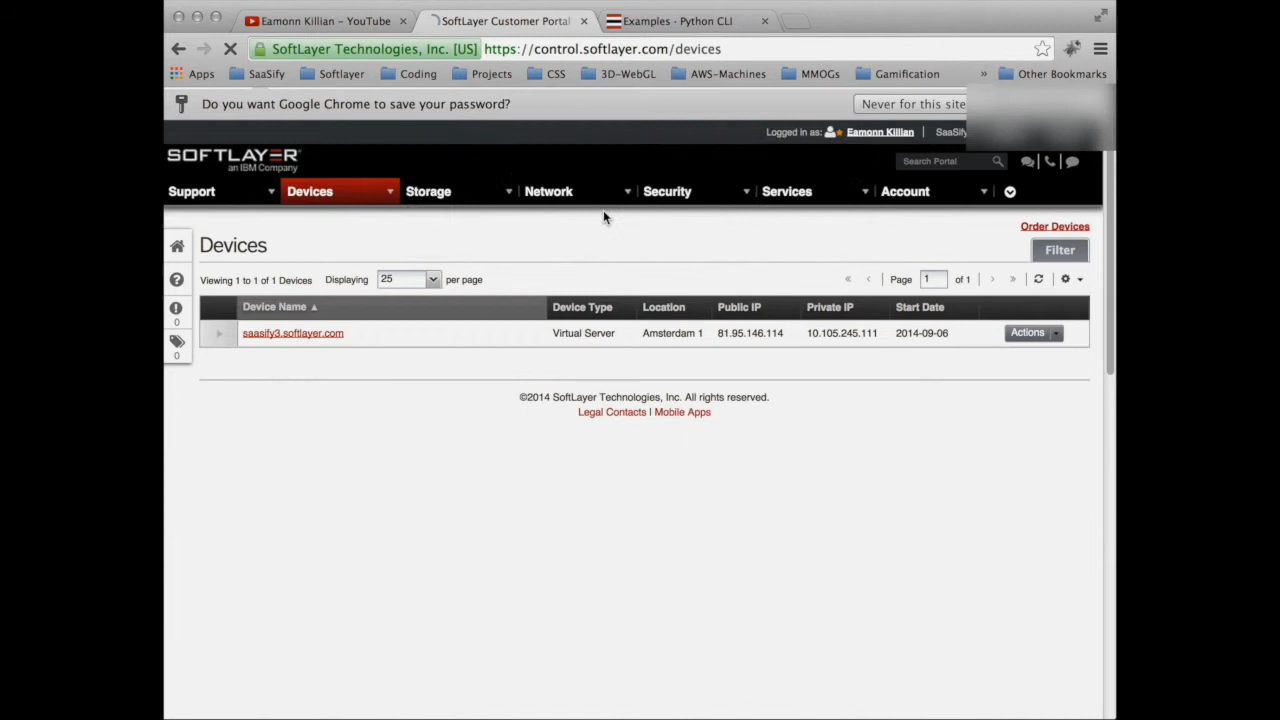 Eamonn Killian – YouTube × SoftLayer Customer Portal × Examples - Python CLI ×
SoftLayer Technologies, Inc. [US] https://control.softlayer.com/devices
Apps SaaSify Softlayer Coding Projects CSS 3D-WebGL AWS-Machines MMOGs Gamification » Other Bookmarks
Do you want Google Chrome to save your password? Never for this site
Logged in as: Eamonn Killian | SaaSify
SOFTLAYER®
an IBM Company
Search Portal
Support Devices Storage Network Security Services Account
Order Devices
Devices
Filter
Viewing 1 to 1 of 1 Devices Displaying 25 per page « ‹ Page 1 of 1 › »
Device Name ▲ Device Type Location Public IP Private IP Start Date
saasify3.softlayer.com Virtual Server Amsterdam 1 81.95.146.114 10.105.245.111 2014-09-06 Actions
0
0
©2014 SoftLayer Technologies, Inc. All rights reserved.
Legal Contacts | Mobile Apps